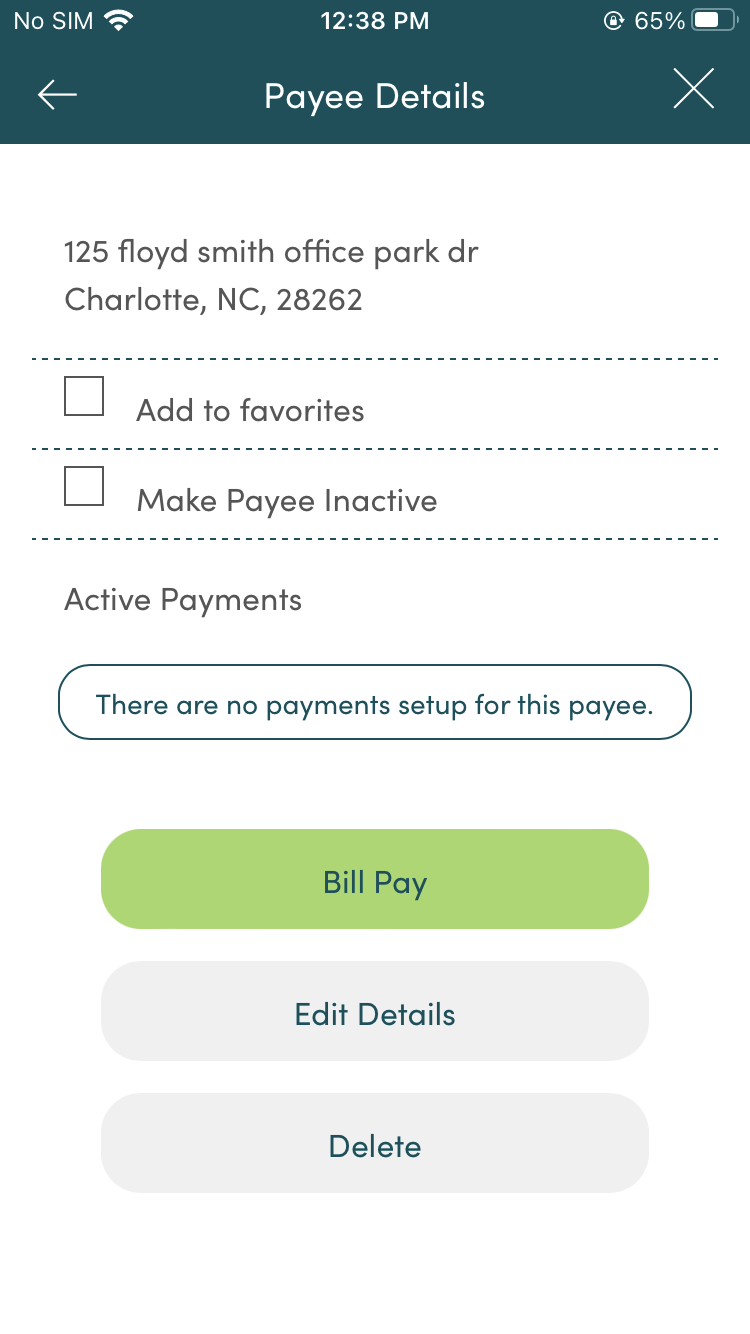 No SIM 12:38 PM 65%
Payee Details
125 floyd smith office park dr
Charlotte, NC, 28262
Add to favorites
Make Payee Inactive
Active Payments
There are no payments setup for this payee.
Bill Pay
Edit Details
Delete